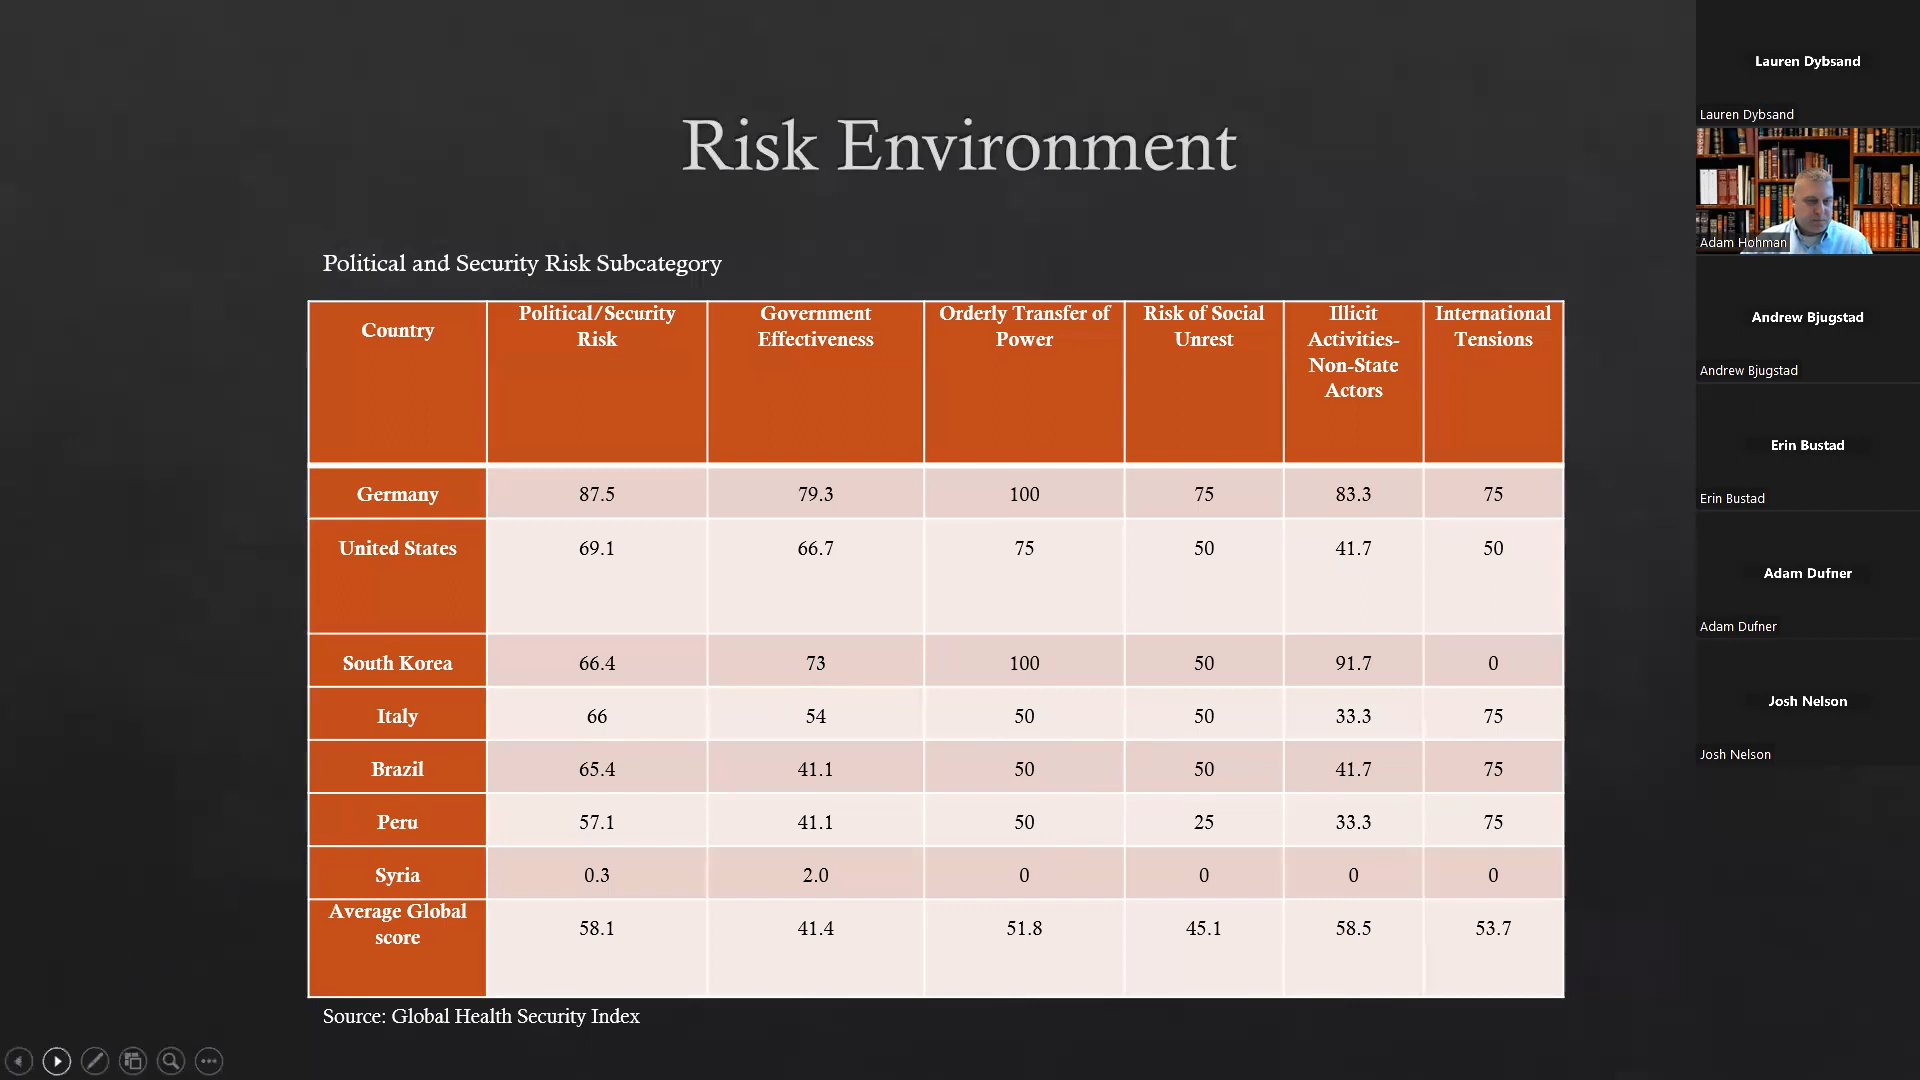 Risk Environment
Political and Security Risk Subcategory
Country
Political/Security
Risk
Government
Effectiveness
Orderly Transfer of
Power
Risk of Social
Unrest
Illicit
Activities-
Non-State
Actors
International
Tensions
Germany 87.5 79.3 100 75 83.3 75
United States 69.1 66.7 75 50 41.7 50
South Korea 66.4 73 100 50 91.7 0
Italy 66 54 50 50 33.3 75
Brazil 65.4 41.1 50 50 41.7 75
Peru 57.1 41.1 50 25 33.3 75
Syria 0.3 2.0 0 0 0 0
Average Global
score
58.1 41.4 51.8 45.1 58.5 53.7
Source: Global Health Security Index
Lauren Dybsand
Lauren Dybsand
Adam Hohman
Andrew Bjugstad
Andrew Bjugstad
Erin Bustad
Erin Bustad
Adam Dufner
Adam Dufner
Josh Nelson
Josh Nelson